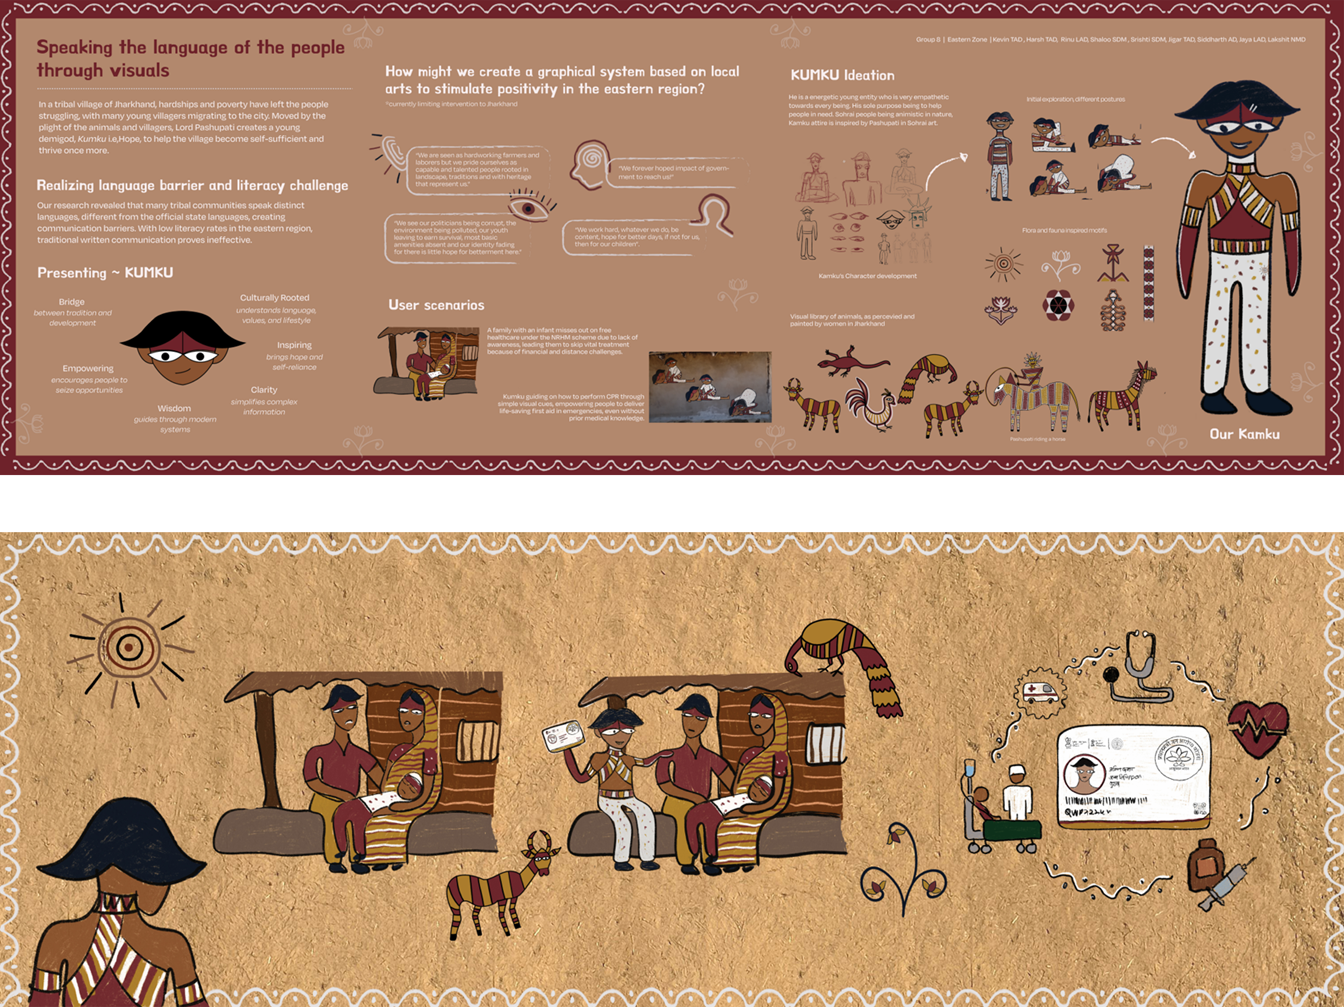 Speaking the language of the people
through visuals
In a tribal village of Jharkhand, hardships and poverty have left the people
struggling, with many young villagers migrating to the city. Moved by the
plight of the animals and villagers, Lord Pashupati creates a young
demigod, Kumku i.e,Hope, to help the village become self-sufficient and
thrive once more.
Realizing language barrier and literacy challenge
Our research revealed that many tribal communities speak distinct
languages, different from the official state languages, creating
communication barriers. With low literacy rates in the eastern region,
traditional written communication proves ineffective.
Presenting ~ KUMKU
Bridge
between tradition and
development
Culturally Rooted
understands language,
values, and lifestyle
Inspiring
brings hope and
self-reliance
Empowering
encourages people to
seize opportunities
Clarity
simplifies complex
information
Wisdom
guides through modern
systems
How might we create a graphical system based on local
arts to stimulate positivity in the eastern region?
*currently limiting intervention to Jharkhand
"We are seen as hardworking farmers and
laborers but we pride ourselves as
capable and talented people rooted in
landscape, traditions and with heritage
that represent us."
"We forever hoped impact of govern-
ment to reach us!"
"We see our politicians being corrupt, the
environment being polluted, our youth
leaving to earn survival, most basic
amenities absent and our identity fading
for there is little hope for betterment here."
"We work hard, whatever we do, be
content, hope for better days, if not for us,
then for our children".
User scenarios
A family with an infant misses out on free
healthcare under the NRHM scheme due to lack of
awareness, leading them to skip vital treatment
because of financial and distance challenges.
Kumku guiding on how to perform CPR through
simple visual cues, empowering people to deliver
life-saving first aid in emergencies, even without
prior medical knowledge.
Group 8 | Eastern Zone | Kevin TAD , Harsh TAD, Rinu LAD, Shaloo SDM , Srishti SDM, Jigar TAD, Siddharth AD, Jaya LAD, Lakshit NMD
KUMKU Ideation
He is a energetic young entity who is very empathetic
towards every being. His sole purpose being to help
people in need. Sohrai people being animistic in nature,
Kamku attire is inspired by Pashupati in Sohrai art.
Initial exploration, different postures
Kamku's Character development
Flora and fauna inspired motifs
Visual library of animals, as percevied and
painted by women in Jharkhand
Pashupati riding a horse
Our Kamku